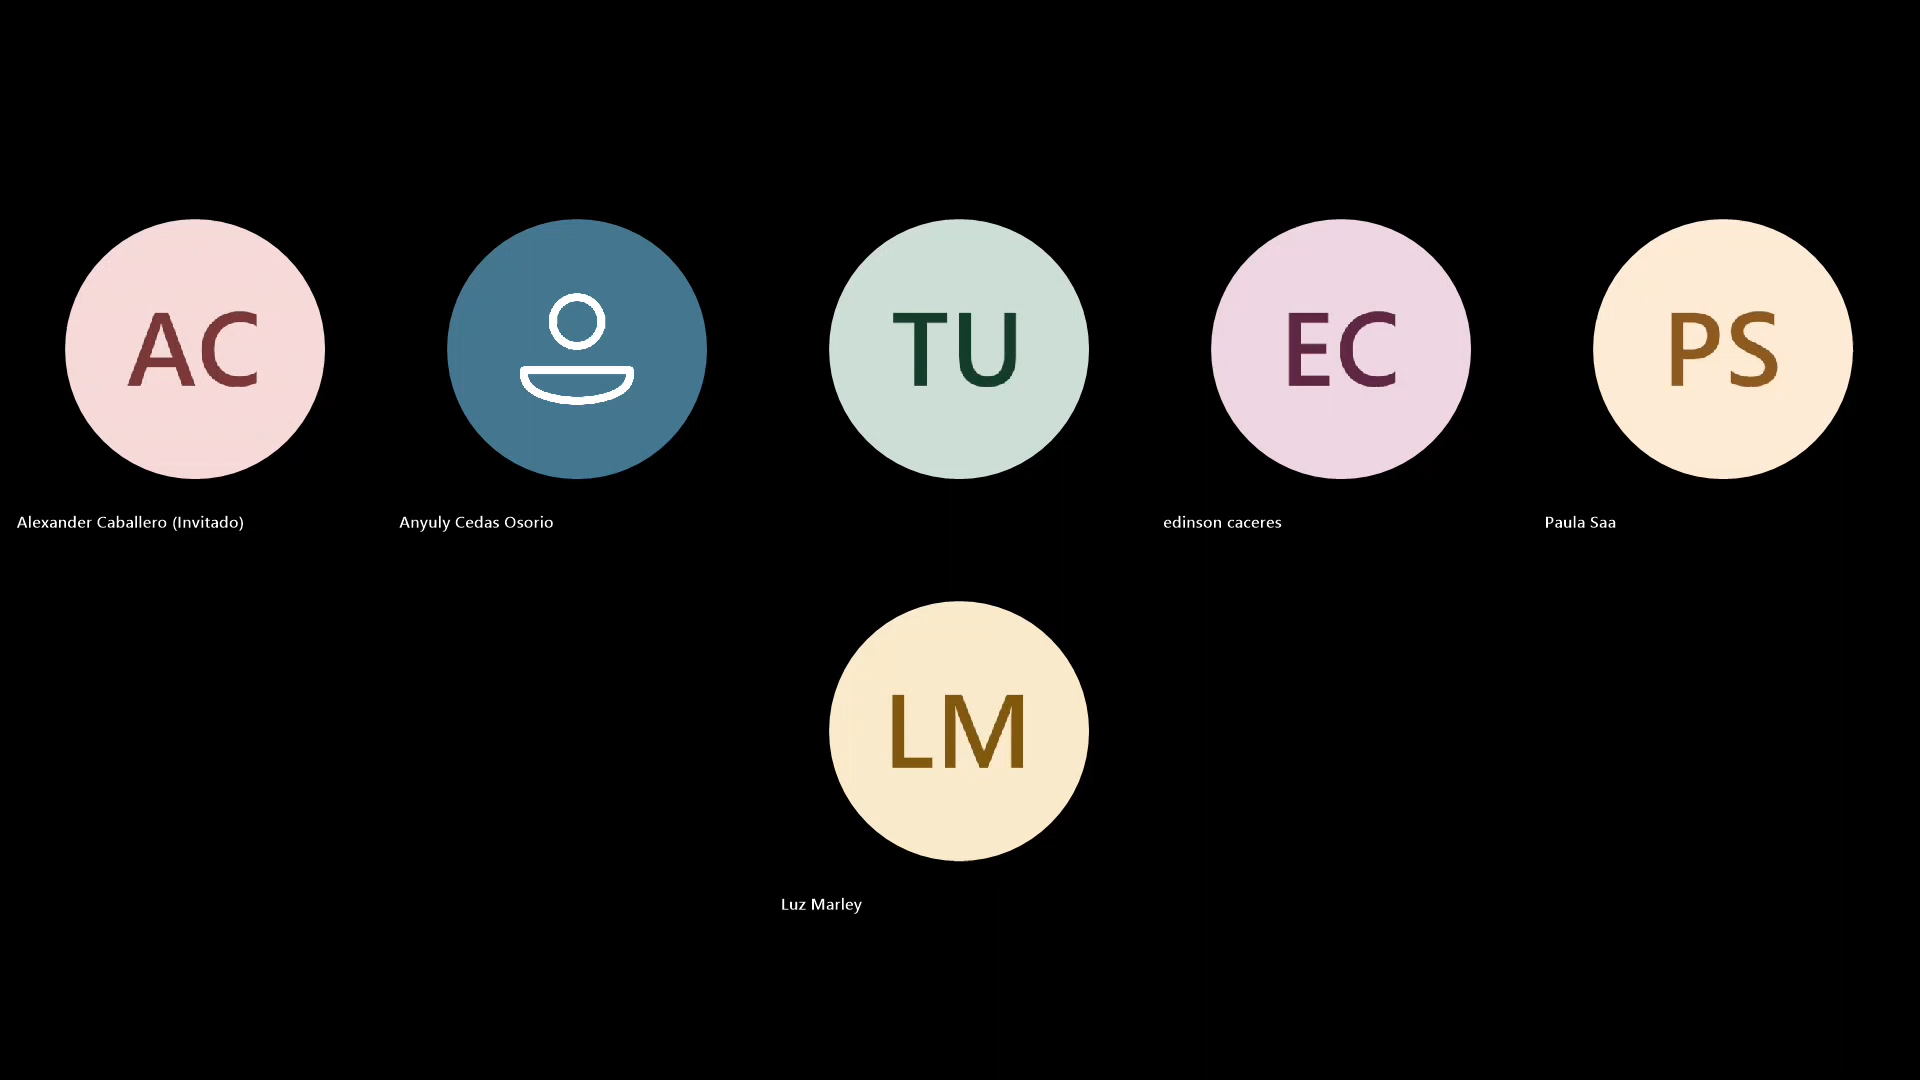 AC
TU
EC
PS
Alexander Caballero (Invitado)
Anyuly Cedas Osorio
edinson caceres
Paula Saa
LM
Luz Marley